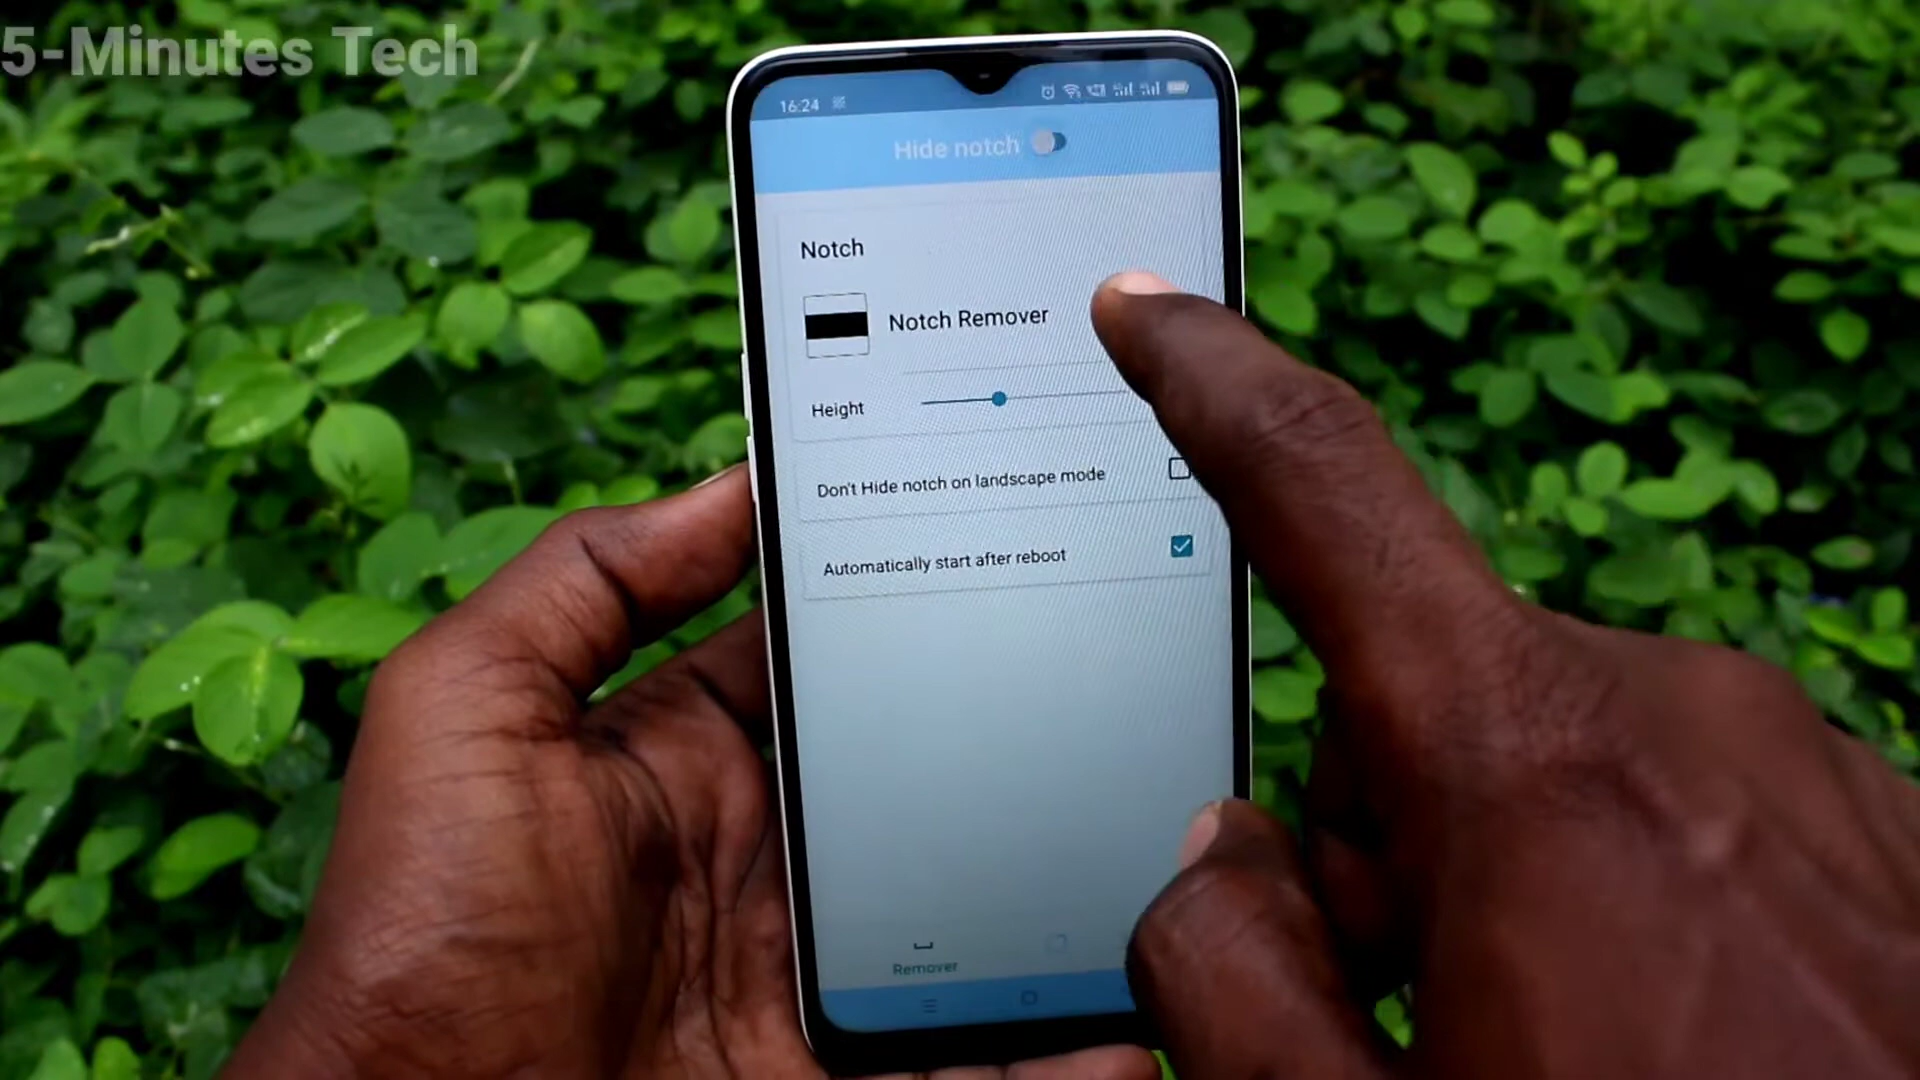 5-Minutes Tech
16:24
Hide notch
Notch
Notch Remover
Height
Don't Hide notch on landscape mode
Automatically start after reboot
Remover